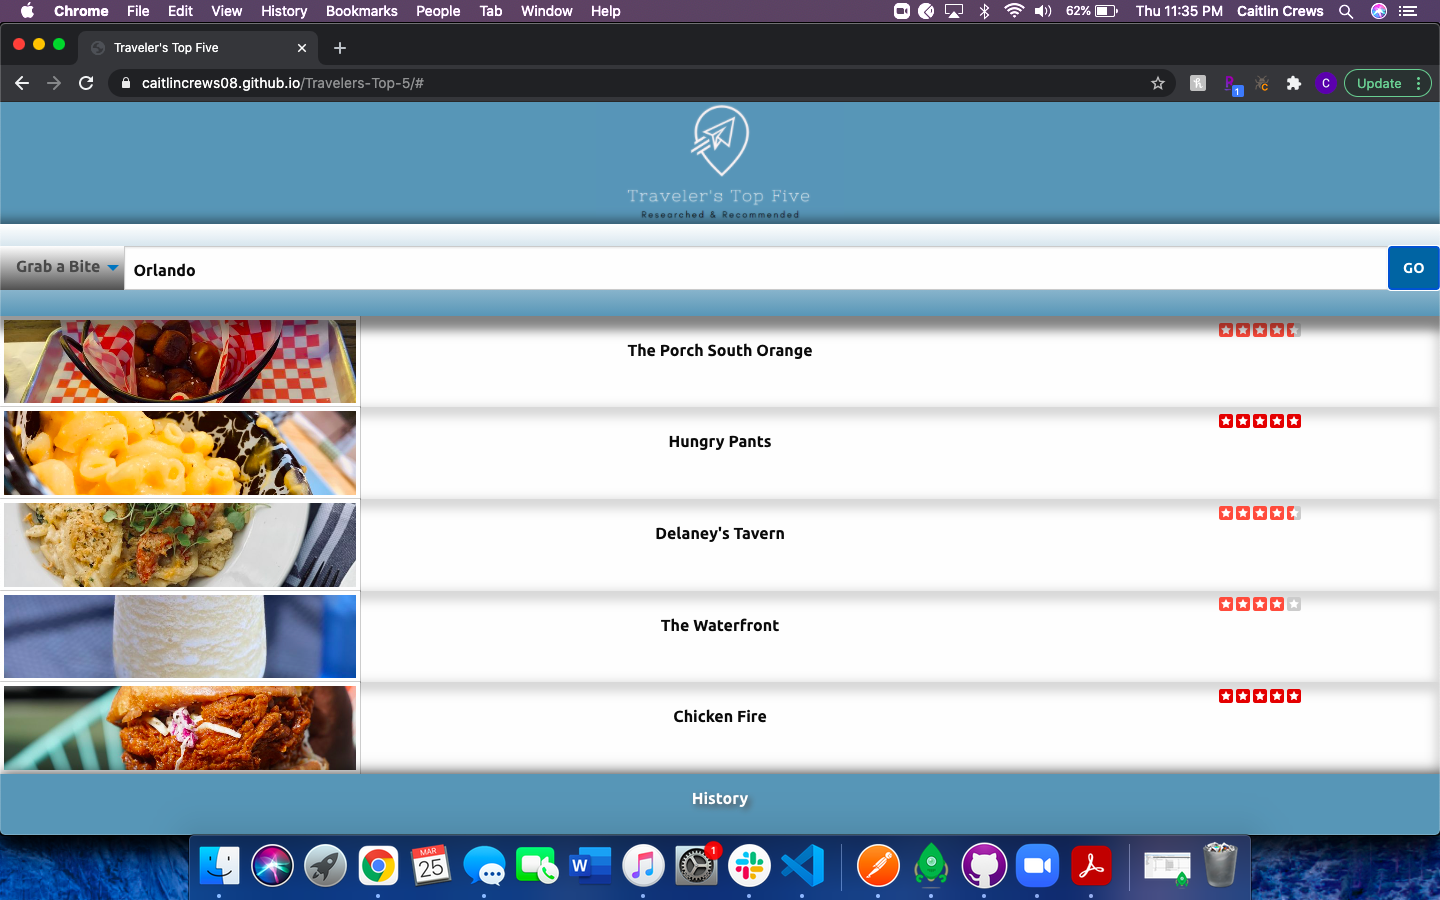 Chrome File Edit View History Bookmarks People Tab Window Help 62% Thu 11:35 PM Caitlin Crews
Traveler's Top Five
caitlincrews08.github.io/Travelers-Top-5/#
1
C
C
Update
Traveler's Top Five
Researched & Recommended
Grab a Bite
Orlando
GO
The Porch South Orange
Hungry Pants
Delaney's Tavern
The Waterfront
Chicken Fire
History
MAR
25
W
1